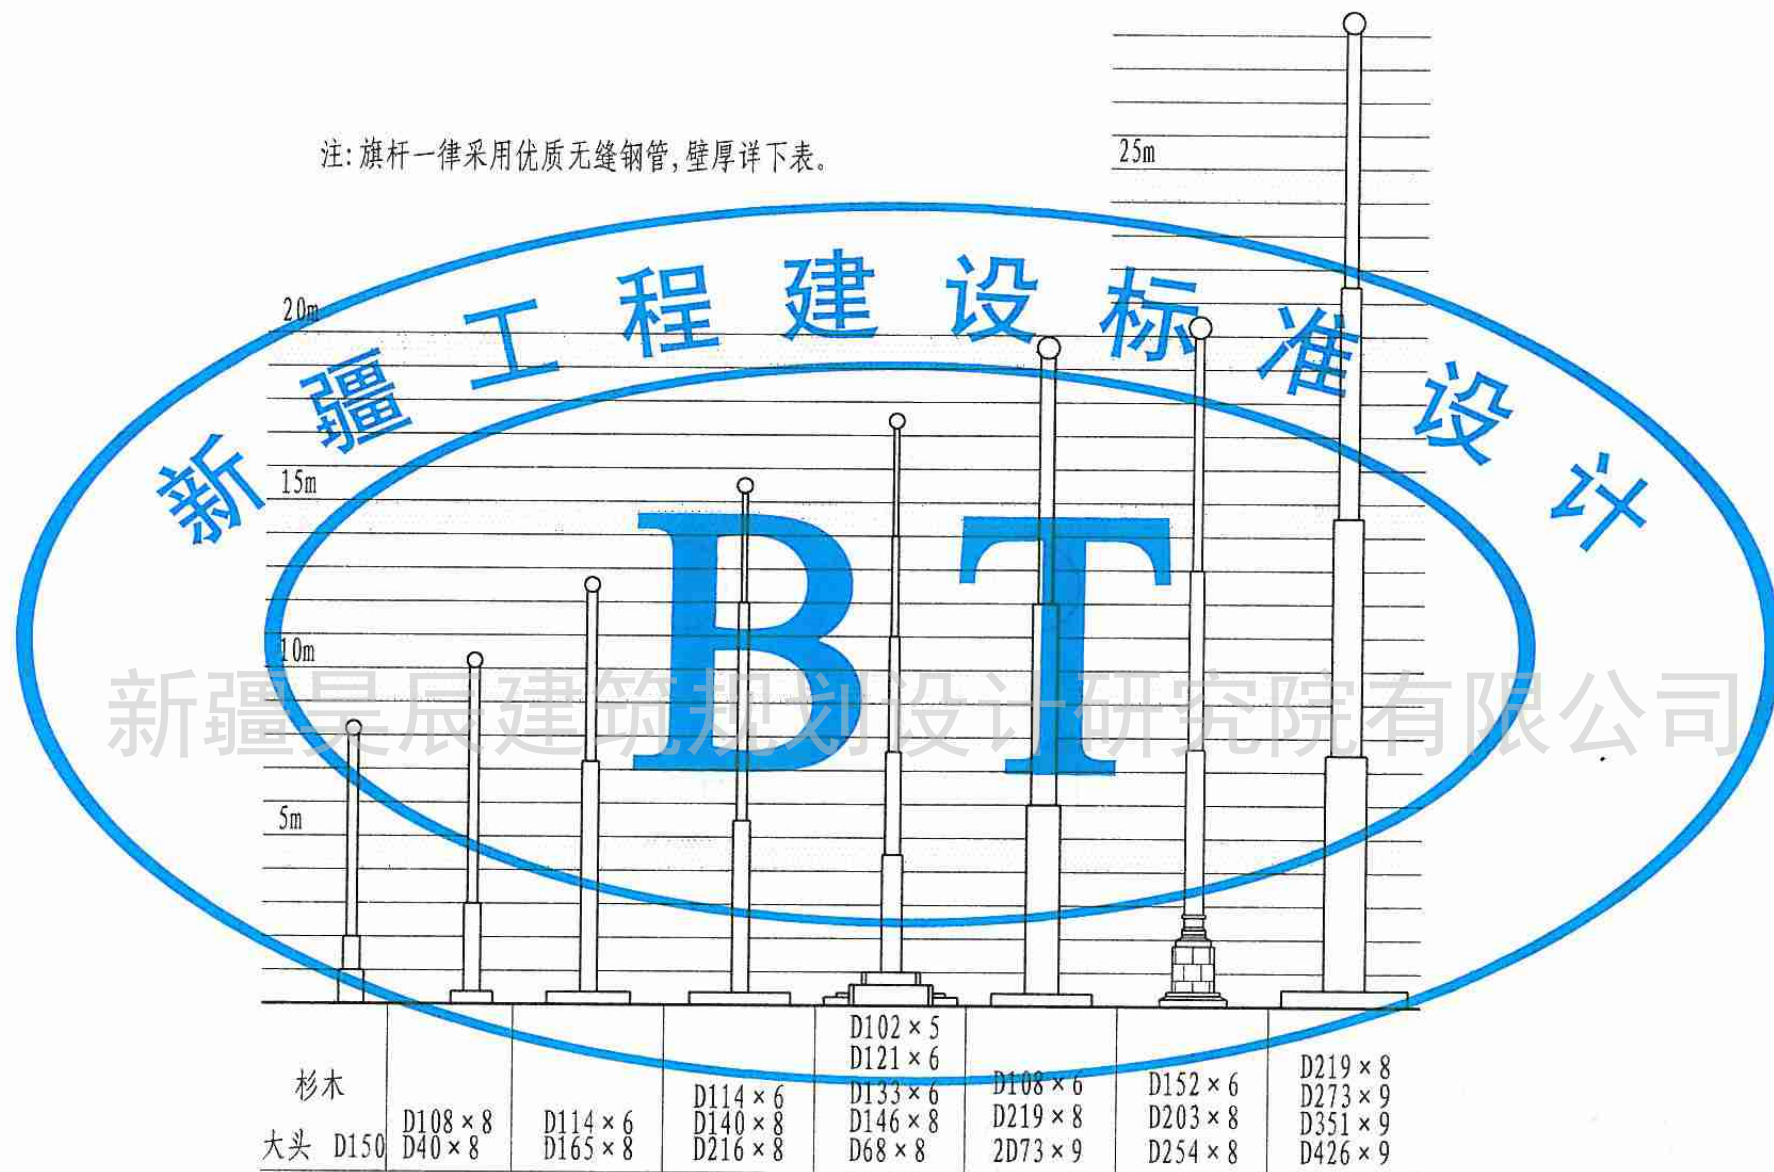 注:旗杆一律采用优质无缝钢管,壁厚详下表。
25m
20m
15m
10m
5m
新疆工程建设标准设计
BT
新疆昊辰建筑规划设计研究院有限公司
杉木
大头 D150
D108×8
D40×8
D114×6
D165×8
D114×6
D140×8
D216×8
D102×5
D121×6
D133×6
D146×8
D68×8
D108×6
D219×8
2D73×9
D152×6
D203×8
D254×8
D219×8
D273×9
D351×9
D426×9